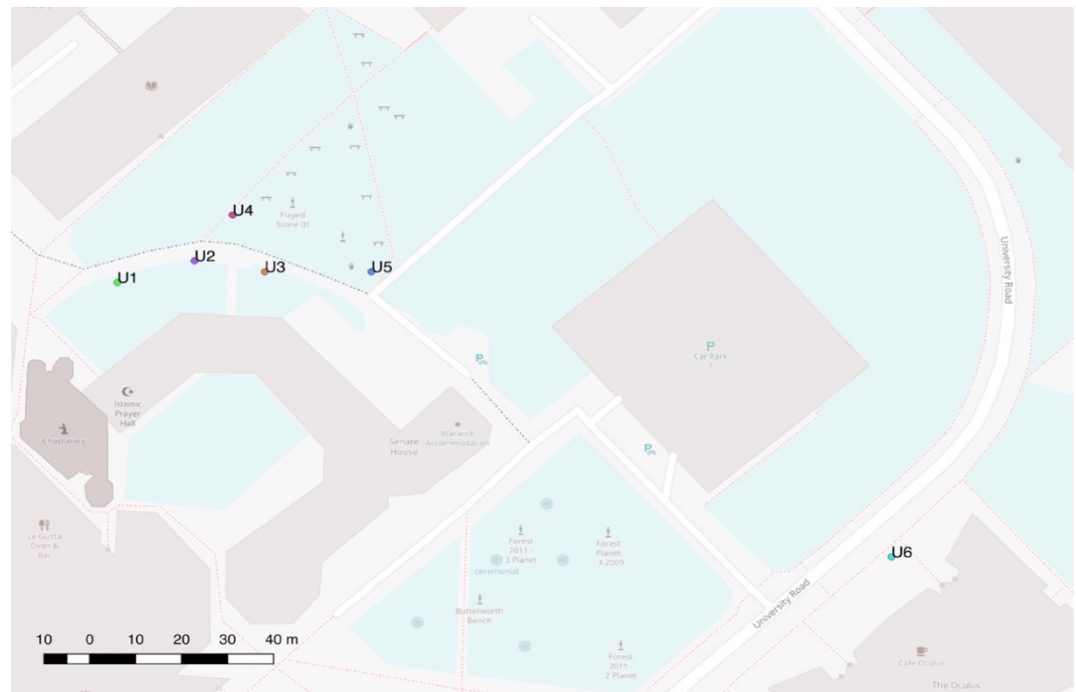 U4
Played
Stone III
U2
U3
U5
U1
University Road
P
Car Park
7
Islamic
Prayer
Hall
Chaplaincy
Senate
House
Warwick
Accommodation
Le Gusta
Oven &
Bar
Forest
2011 -
3 Planet
Forest
Planet
3 2009
ceremonial
Butterworth
Bench
U6
University Road
Forest
2011 -
2 Planet
Cafe Oculus
The Oculus
10 0 10 20 30 40 m